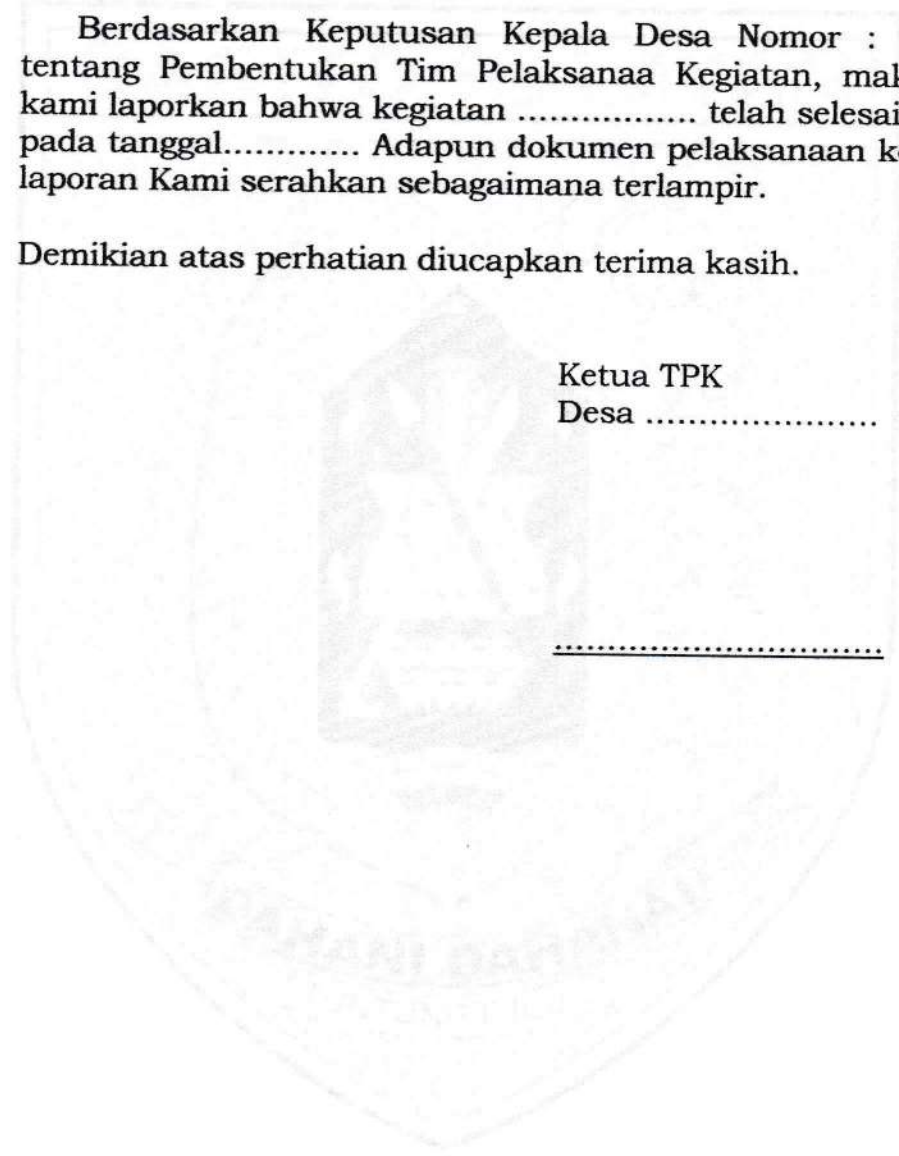 Berdasarkan Keputusan Kepala Desa Nomor :
tentang Pembentukan Tim Pelaksanaa Kegiatan, mak
kami laporkan bahwa kegiatan ................. telah selesai
pada tanggal............. Adapun dokumen pelaksanaan k
laporan Kami serahkan sebagaimana terlampir.
Demikian atas perhatian diucapkan terima kasih.
Ketua TPK
Desa ......................
...............................